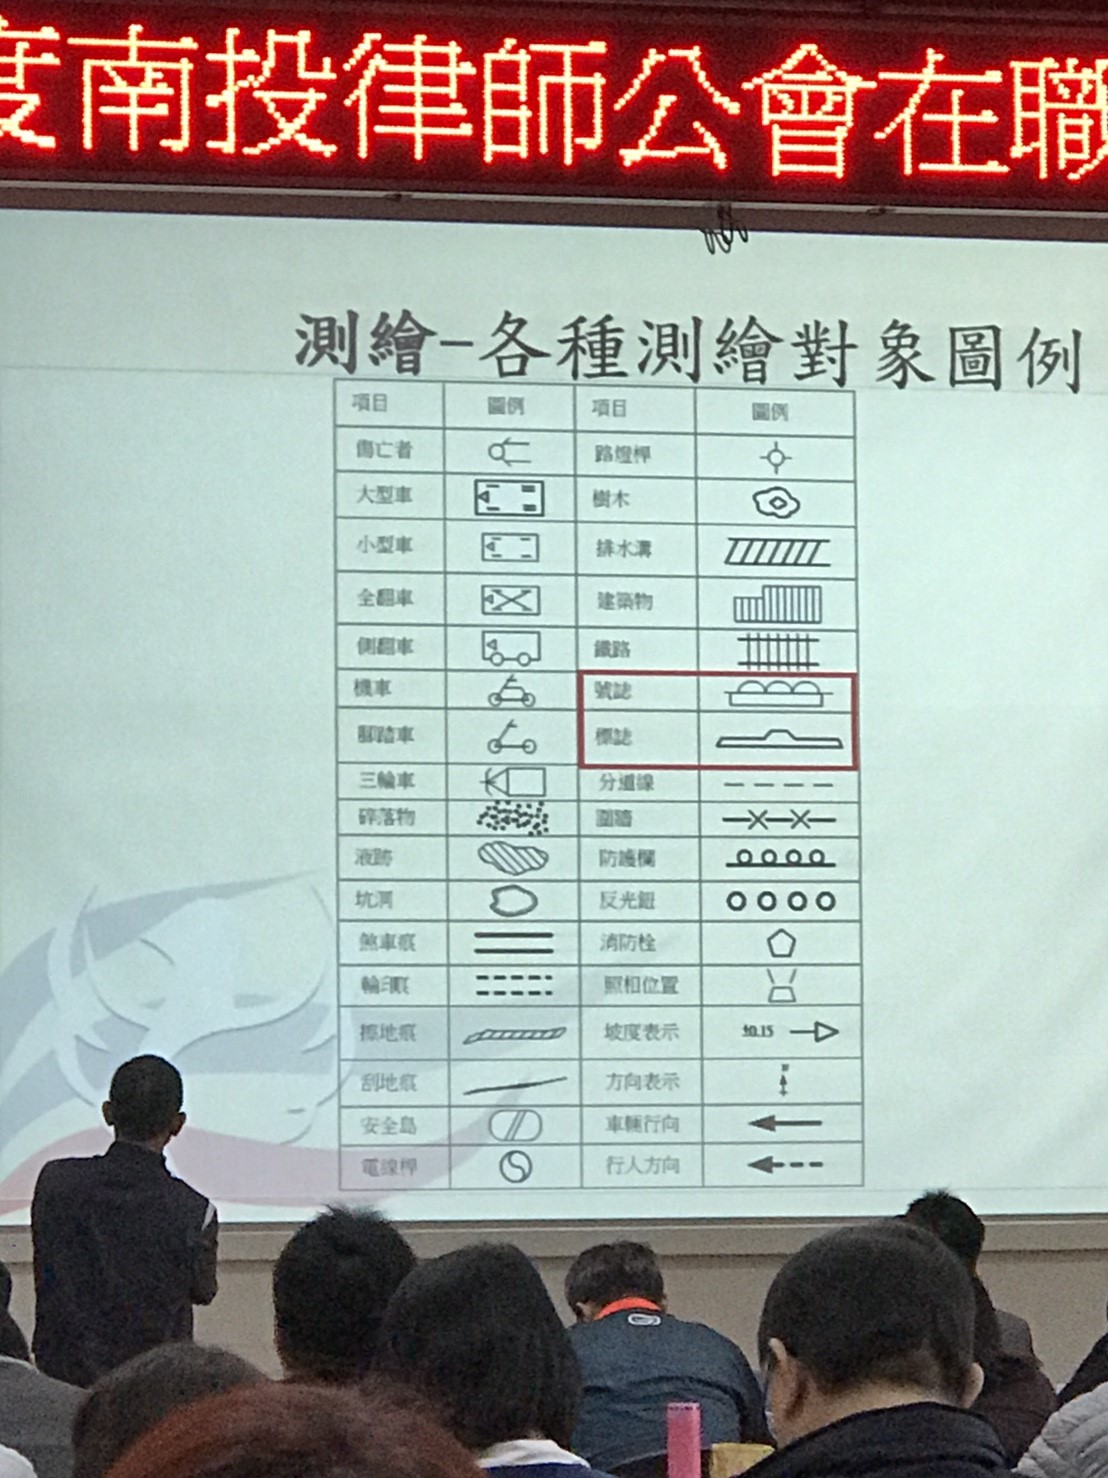 度南投律師公會在職
測繪-各種測繪對象圖例
項目 圖例 項目 圖例
傷亡者 路燈桿
大型車 樹木
小型車 排水溝
全翻車 建築物
側翻車 鐵路
機車 號誌
腳踏車 標誌
三輪車 分道線
碎落物 圍牆
液跡 防護欄
坑洞 反光鈕
煞車痕 消防栓
輪印痕 照相位置
擦地痕 坡度表示 ±0.15
刮地痕 方向表示
安全島 車輛行向
電線桿 行人方向